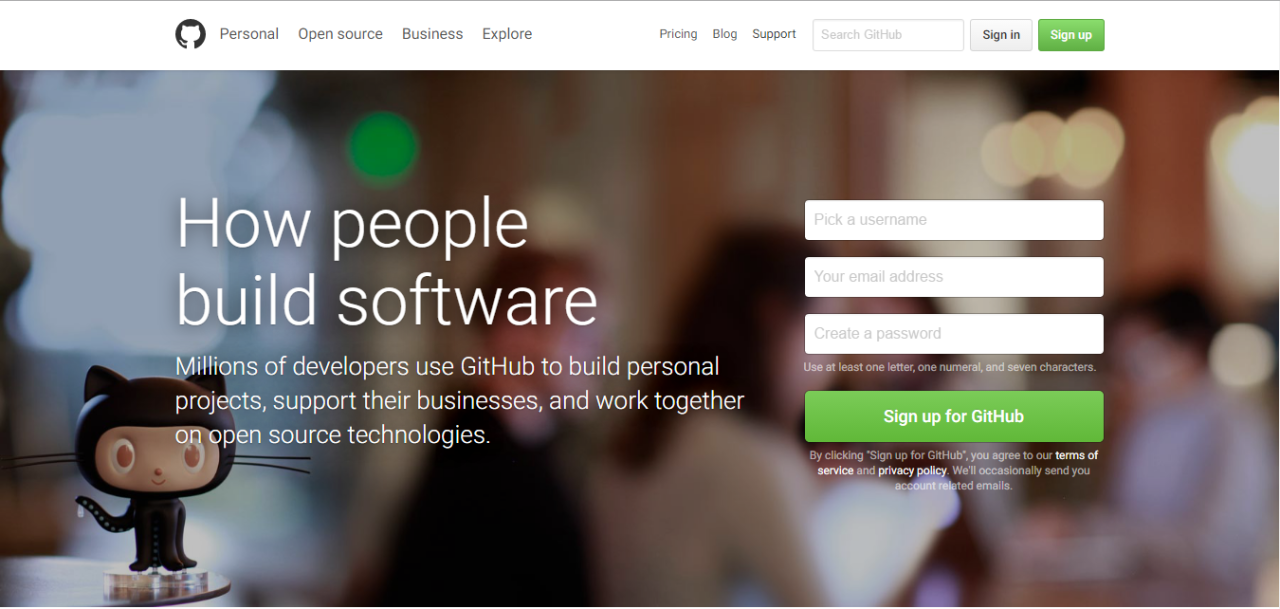 Personal Open source Business Explore Pricing Blog Support Search GitHub Sign in Sign up
How people
build software
Millions of developers use GitHub to build personal
projects, support their businesses, and work together
on open source technologies.
Pick a username
Your email address
Create a password
Use at least one letter, one numeral, and seven characters.
Sign up for GitHub
By clicking "Sign up for GitHub", you agree to our terms of
service and privacy policy. We'll occasionally send you
account related emails.